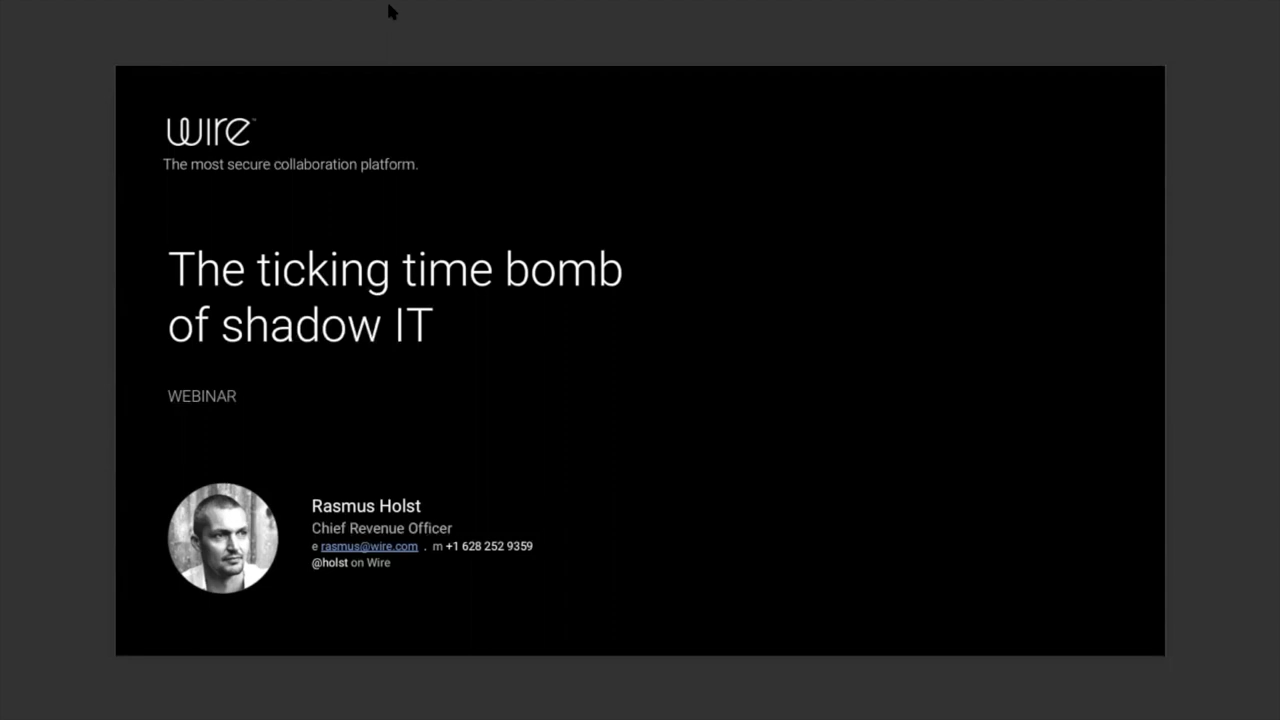 wire™
The most secure collaboration platform.
The ticking time bomb
of shadow IT
WEBINAR
Rasmus Holst
Chief Revenue Officer
e rasmus@wire.com . m +1 628 252 9359
@holst on Wire